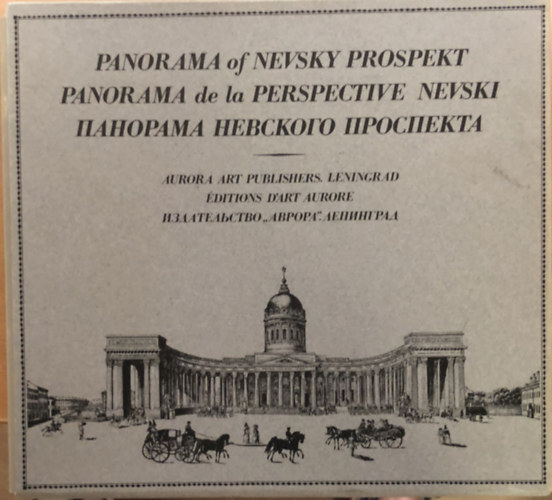 PANORAMA of NEVSKY PROSPEKT
PANORAMA de la PERSPECTIVE NEVSKI
ПАНОРАМА НЕВСКОГО ПРОСПЕКТА
AURORA ART PUBLISHERS. LENINGRAD
ÉDITIONS D'ART AURORE
ИЗДАТЕЛЬСТВО „АВРОРА". ЛЕНИНГРАД